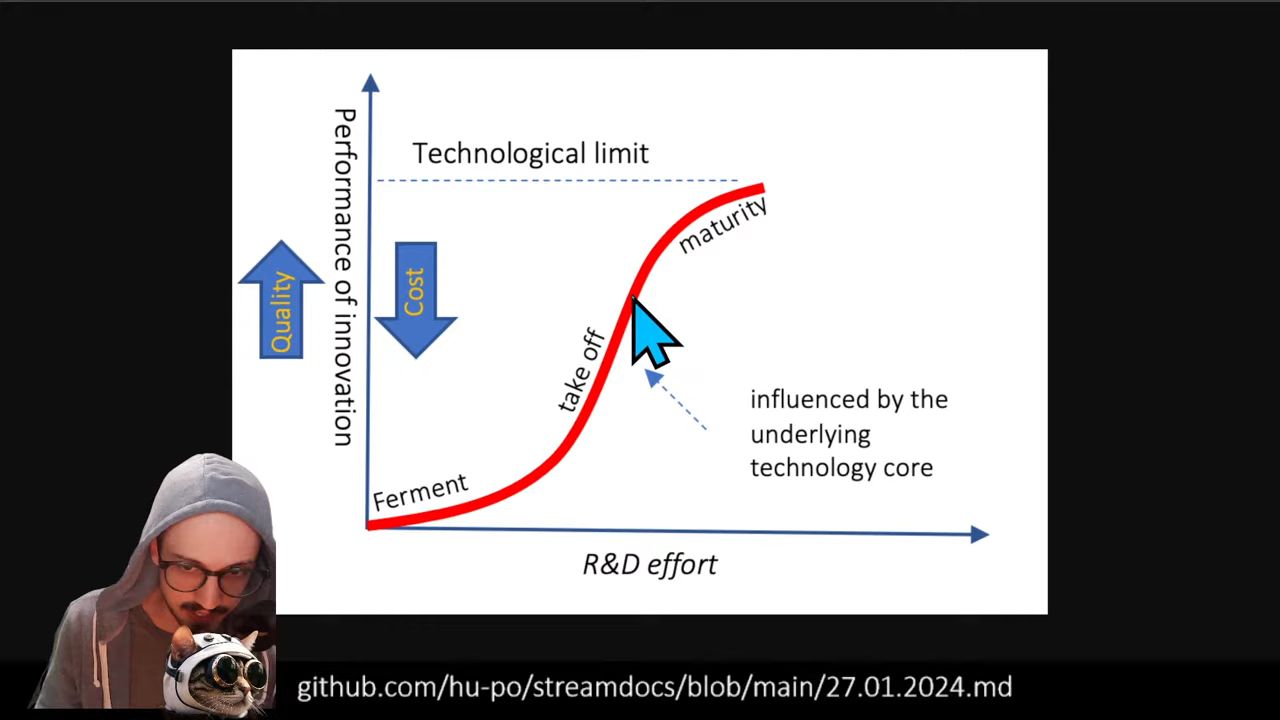 Performance of innovation
Technological limit
maturity
Quality
Cost
take off
influenced by the
underlying
technology core
Ferment
R&D effort
github.com/hu-po/streamdocs/blob/main/27.01.2024.md